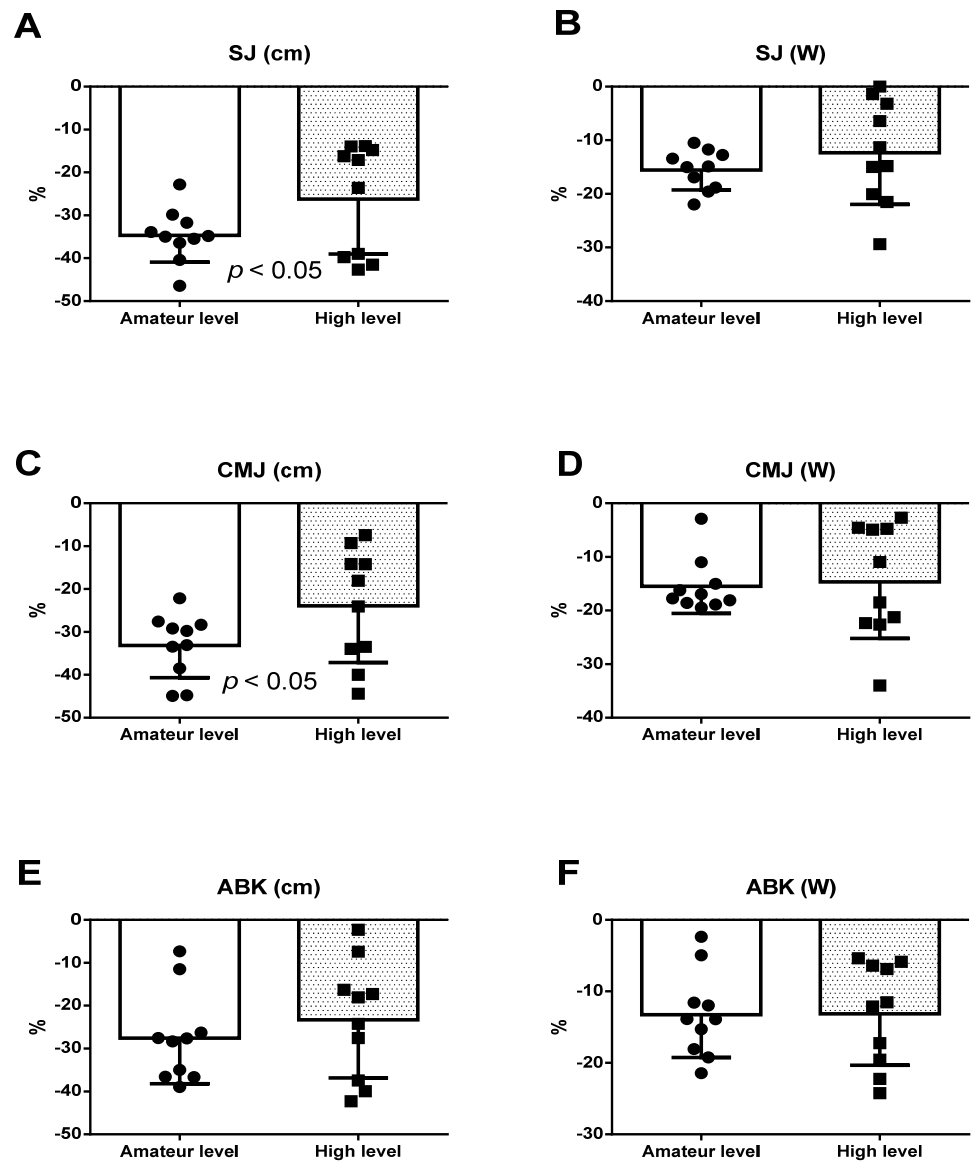 A
SJ (cm)
0
-10
-20
-30
-40
-50
%
p < 0.05
Amateur level
High level
B
SJ (W)
0
-10
-20
-30
-40
%
Amateur level
High level
C
CMJ (cm)
0
-10
-20
-30
-40
-50
%
p < 0.05
Amateur level
High level
D
CMJ (W)
0
-10
-20
-30
-40
%
Amateur level
High level
E
ABK (cm)
0
-10
-20
-30
-40
-50
%
Amateur level
High level
F
ABK (W)
0
-10
-20
-30
%
Amateur level
High level